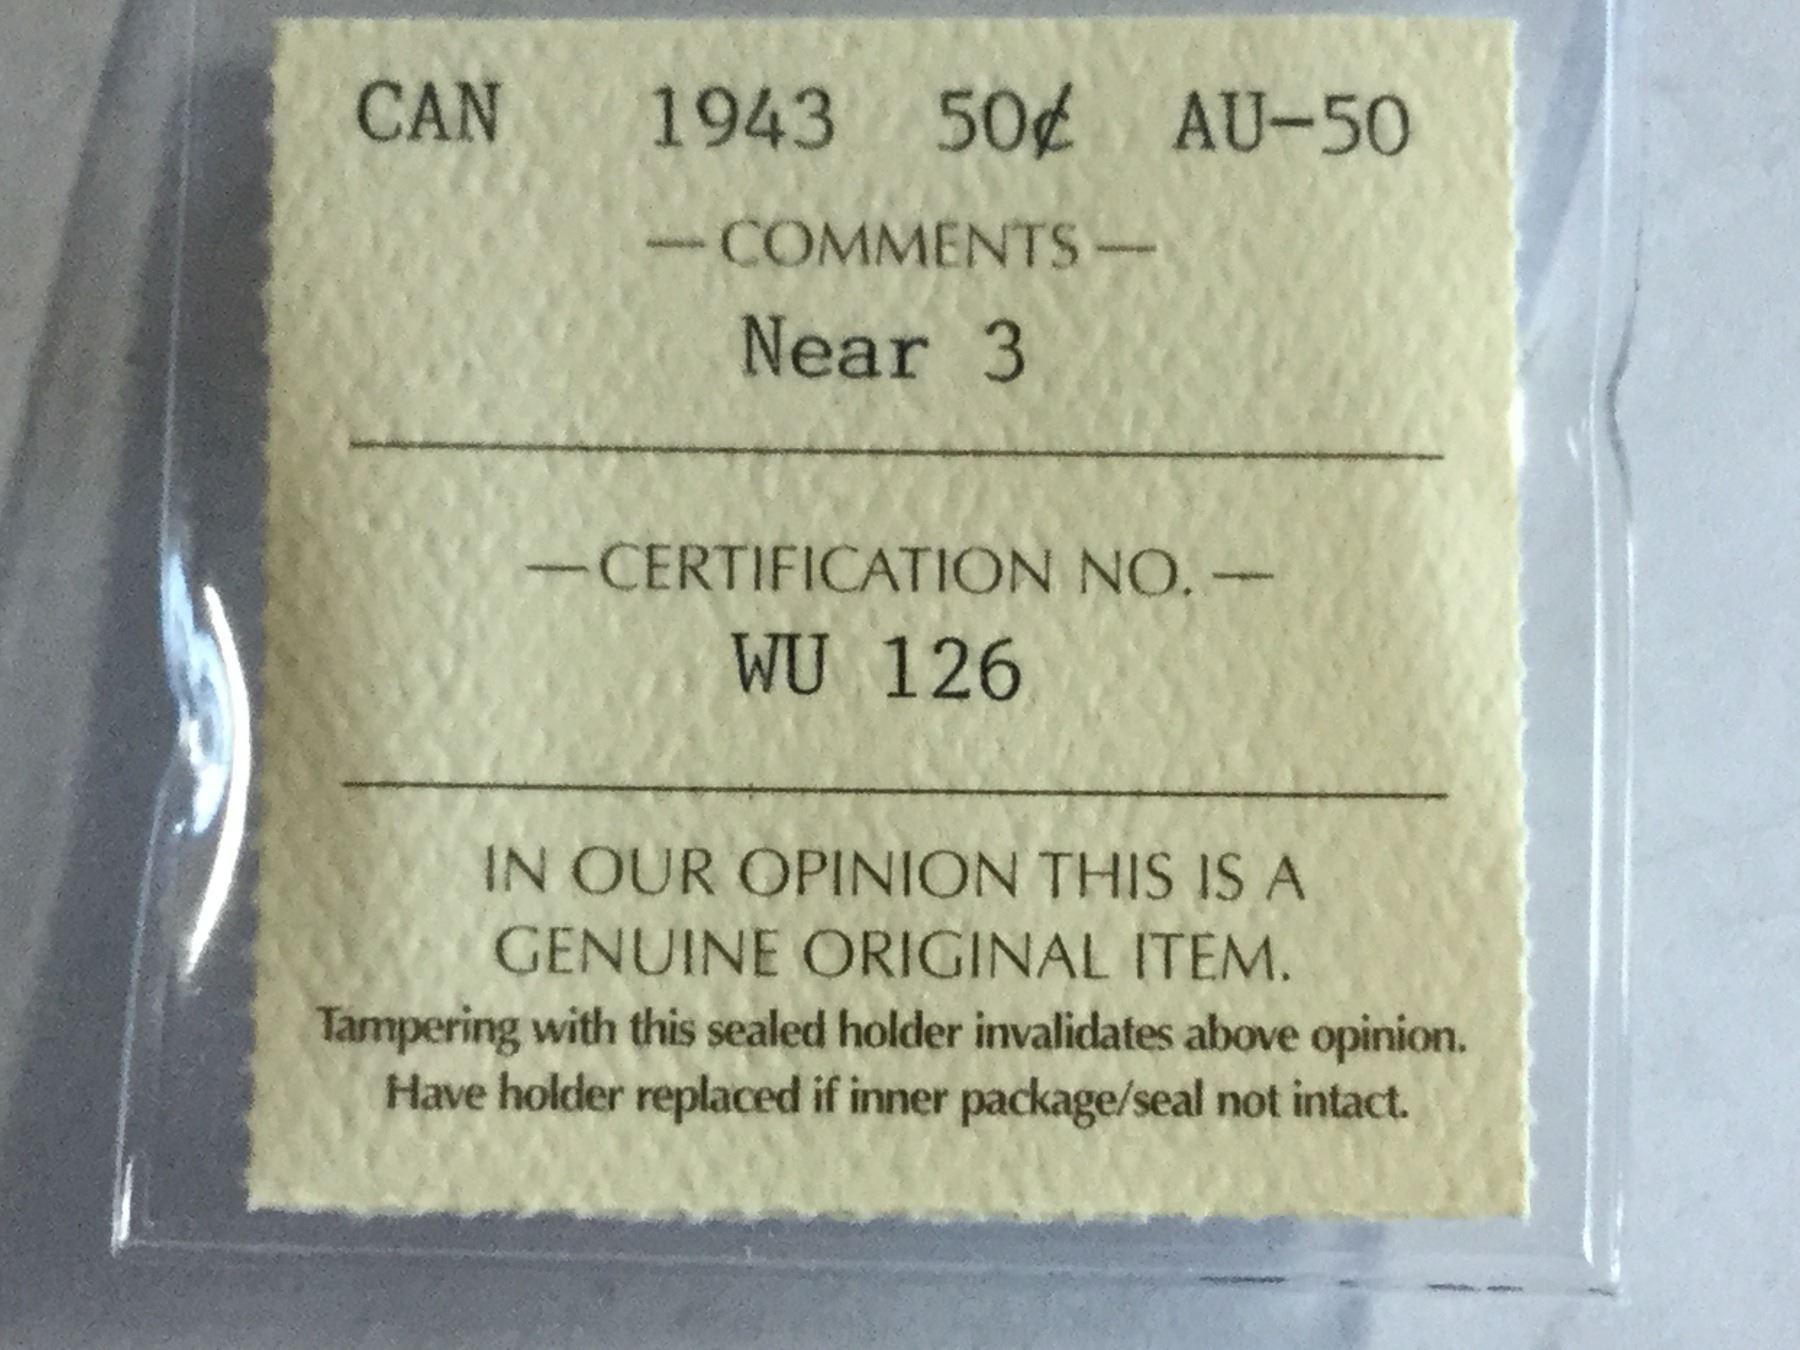 CAN 1943 50¢ AU-50
—COMMENTS—
Near 3
—CERTIFICATION NO.—
WU 126
IN OUR OPINION THIS IS A
GENUINE ORIGINAL ITEM.
Tampering with this sealed holder invalidates above opinion.
Have holder replaced if inner package/seal not intact.